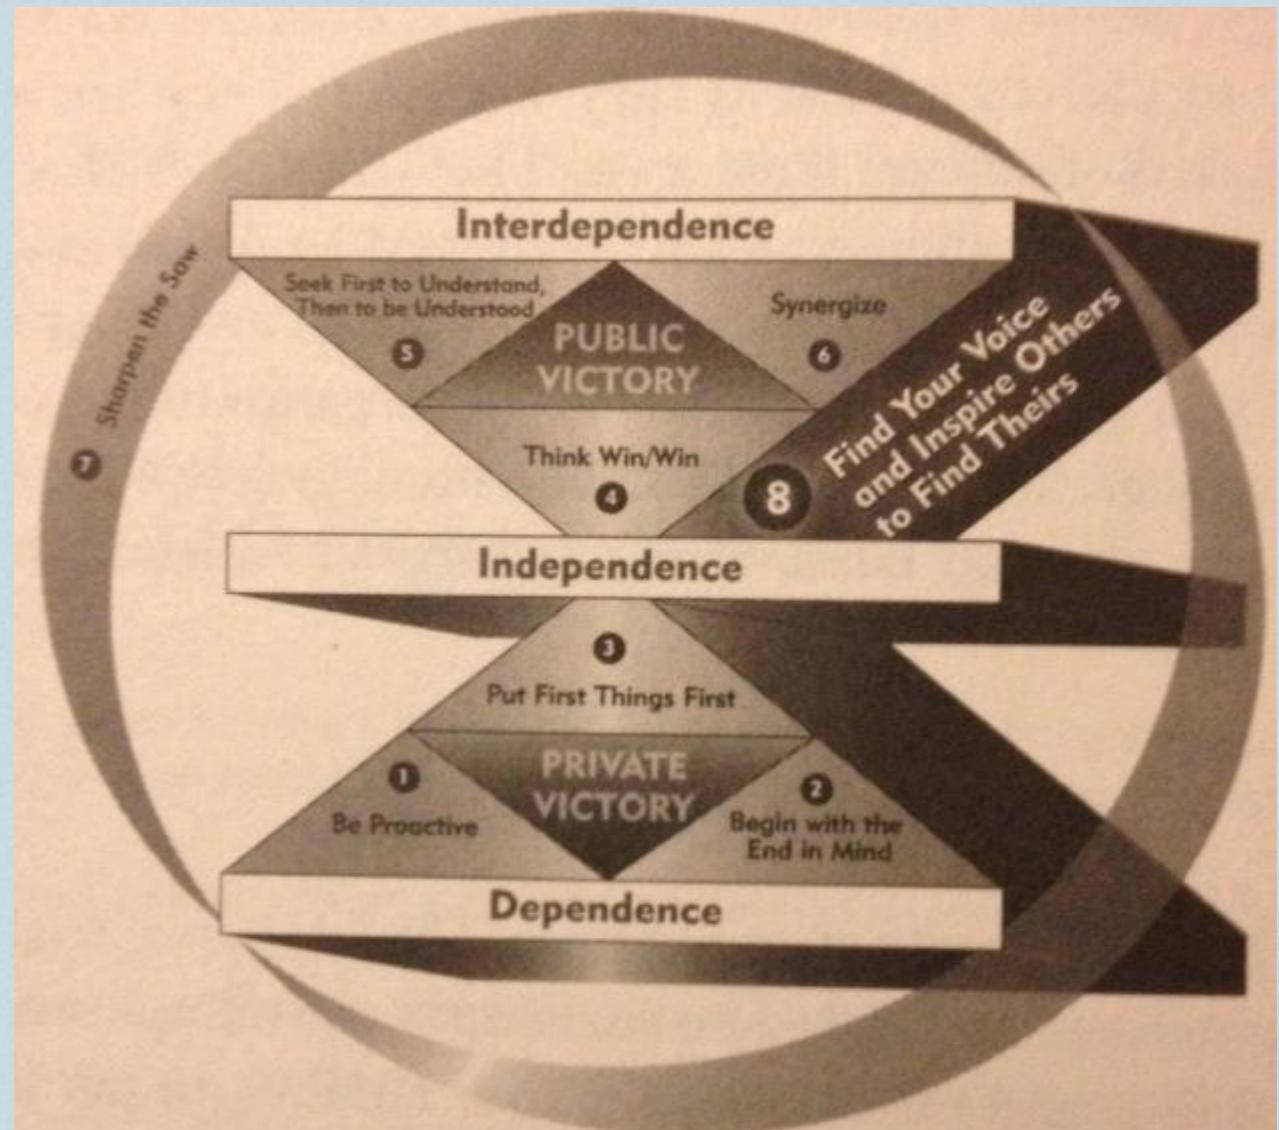 Interdependence
Seek First to Understand,
Then to be Understood
5
PUBLIC
VICTORY
Synergize
6
7 Sharpen the Saw
Think Win/Win
4
8
Find Your Voice
and Inspire Others
to Find Theirs
Independence
3
Put First Things First
1
Be Proactive
PRIVATE
VICTORY
2
Begin with the
End in Mind
Dependence